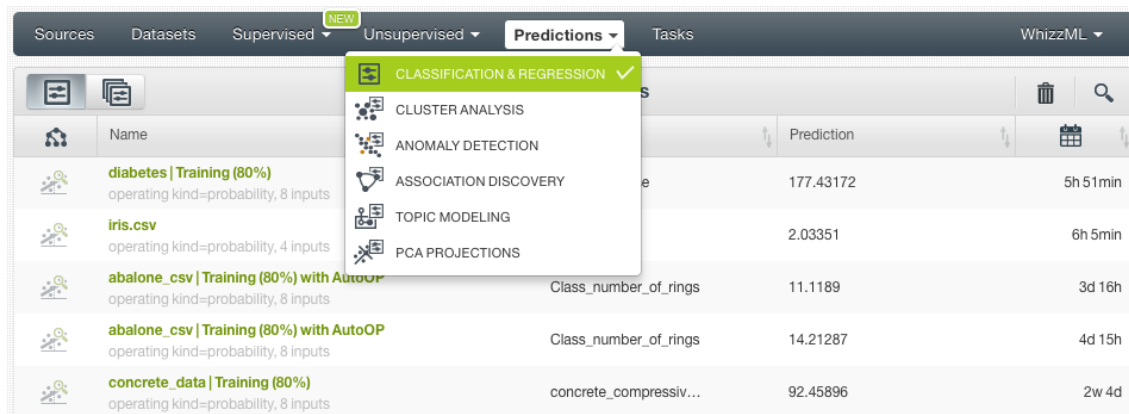 NEW
Sources Datasets Supervised Unsupervised Predictions Tasks WhizzML
CLASSIFICATION & REGRESSION
CLUSTER ANALYSIS
ANOMALY DETECTION
ASSOCIATION DISCOVERY
TOPIC MODELING
PCA PROJECTIONS
s
Name Prediction
diabetes | Training (80%)
operating kind=probability, 8 inputs
e 177.43172 5h 51min
iris.csv
operating kind=probability, 4 inputs
2.03351 6h 5min
abalone_csv | Training (80%) with AutoOP
operating kind=probability, 8 inputs
Class_number_of_rings 11.1189 3d 16h
abalone_csv | Training (80%) with AutoOP
operating kind=probability, 8 inputs
Class_number_of_rings 14.21287 4d 15h
concrete_data | Training (80%)
operating kind=probability, 8 inputs
concrete_compressiv... 92.45896 2w 4d